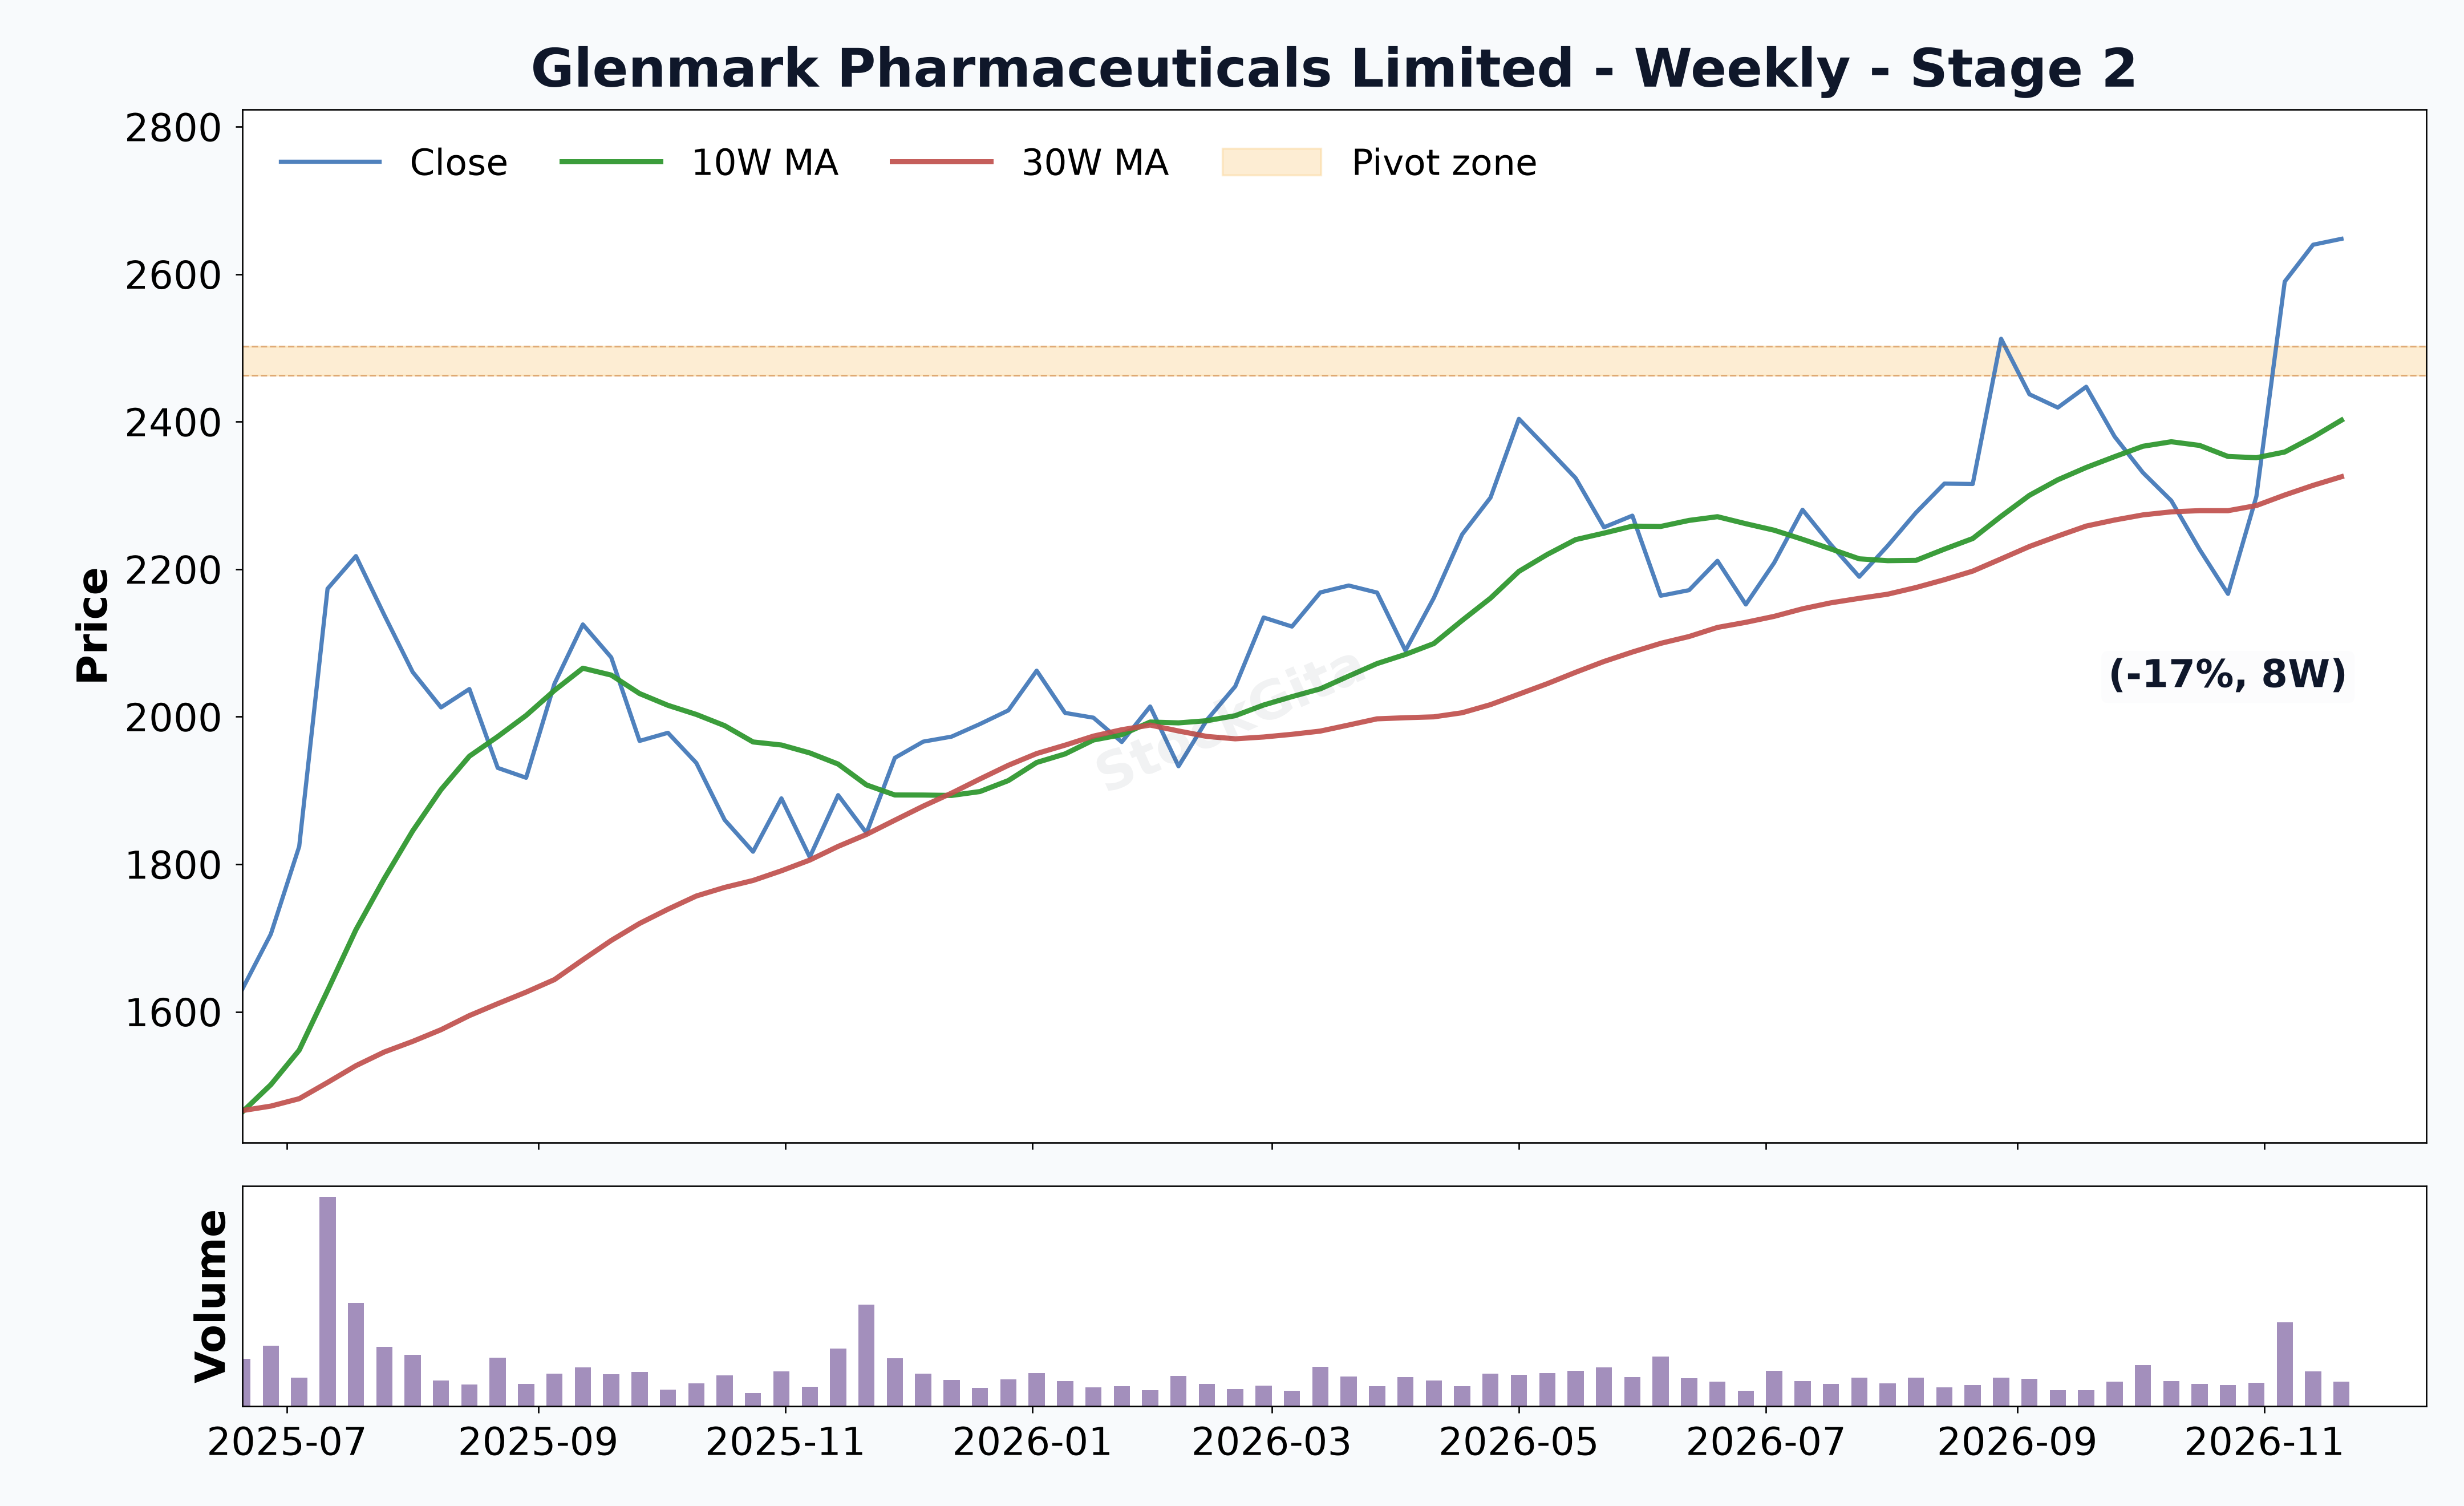 Glenmark Pharmaceuticals Limited - Weekly - Stage 2
Close 10W MA 30W MA Pivot zone
Price
2800
2600
2400
2200
2000
1800
1600
StockGita
(-17%, 8W)
Volume
2025-07 2025-09 2025-11 2026-01 2026-03 2026-05 2026-07 2026-09 2026-11